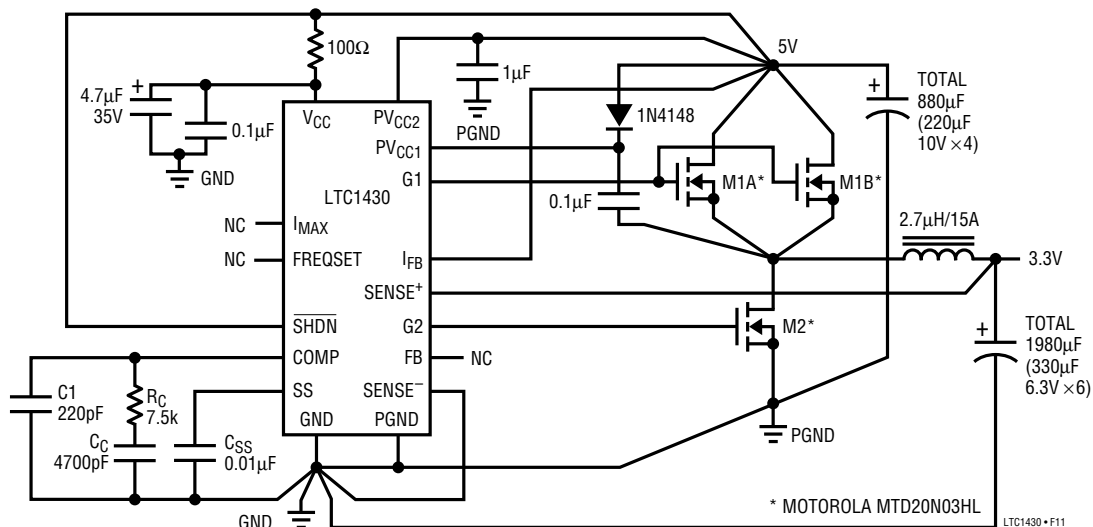 100Ω
5V
1µF
PGND
4.7µF
35V
0.1µF
GND
VCC
PVCC2
PVCC1
G1
LTC1430
1N4148
0.1µF
M1A*
M1B*
TOTAL
880µF
(220µF
10V ×4)
NC
IMAX
NC
FREQSET
IFB
SENSE+
2.7µH/15A
3.3V
SHDN
G2
M2*
COMP
FB
NC
SS
SENSE–
GND
PGND
TOTAL
1980µF
(330µF
6.3V ×6)
C1
220pF
RC
7.5k
CC
4700pF
CSS
0.01µF
PGND
GND
* MOTOROLA MTD20N03HL
LTC1430 • F11